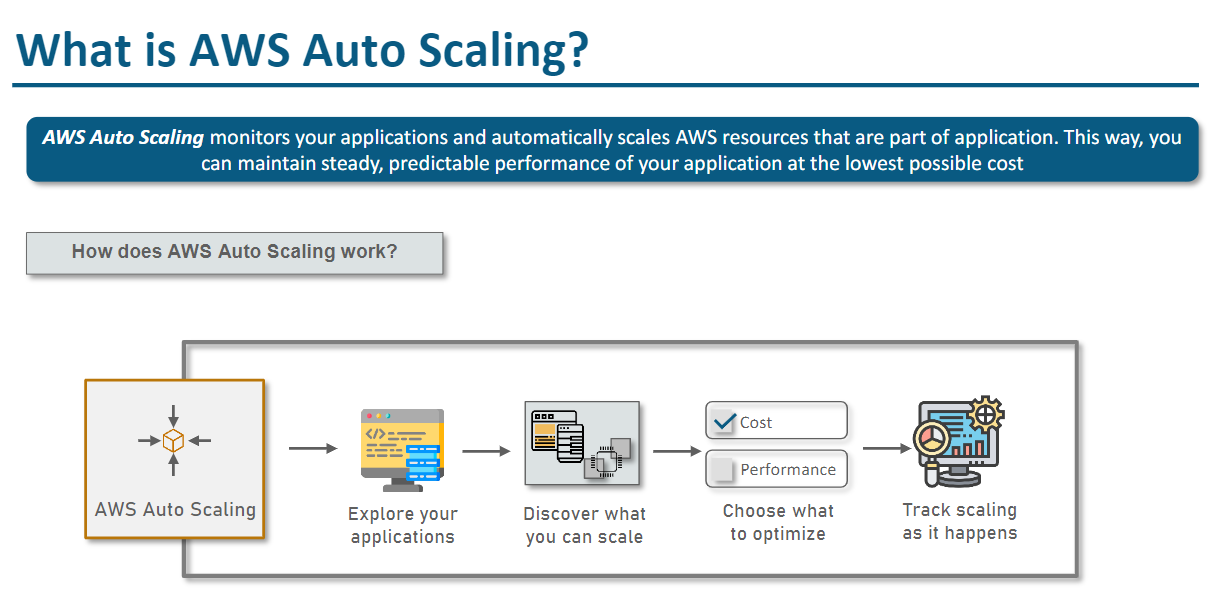 What is AWS Auto Scaling?
AWS Auto Scaling monitors your applications and automatically scales AWS resources that are part of application. This way, you
can maintain steady, predictable performance of your application at the lowest possible cost
How does AWS Auto Scaling work?
AWS Auto Scaling
</>
Explore your
applications
Discover what
you can scale
Cost
Performance
Choose what
to optimize
Track scaling
as it happens